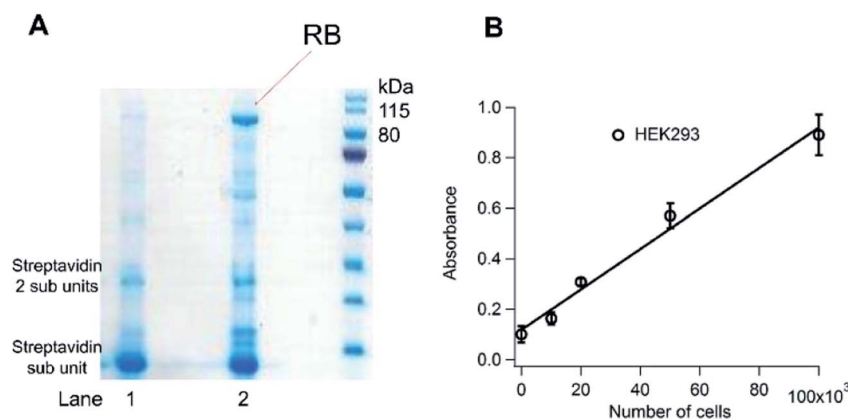 A
RB
kDa
115
80
Streptavidin
2 sub units
Streptavidin
sub unit
Lane 1 2
B
1.0
0.8
0.6
0.4
0.2
0.0
Absorbance
HEK293
0 20 40 60 80 100x10³
Number of cells